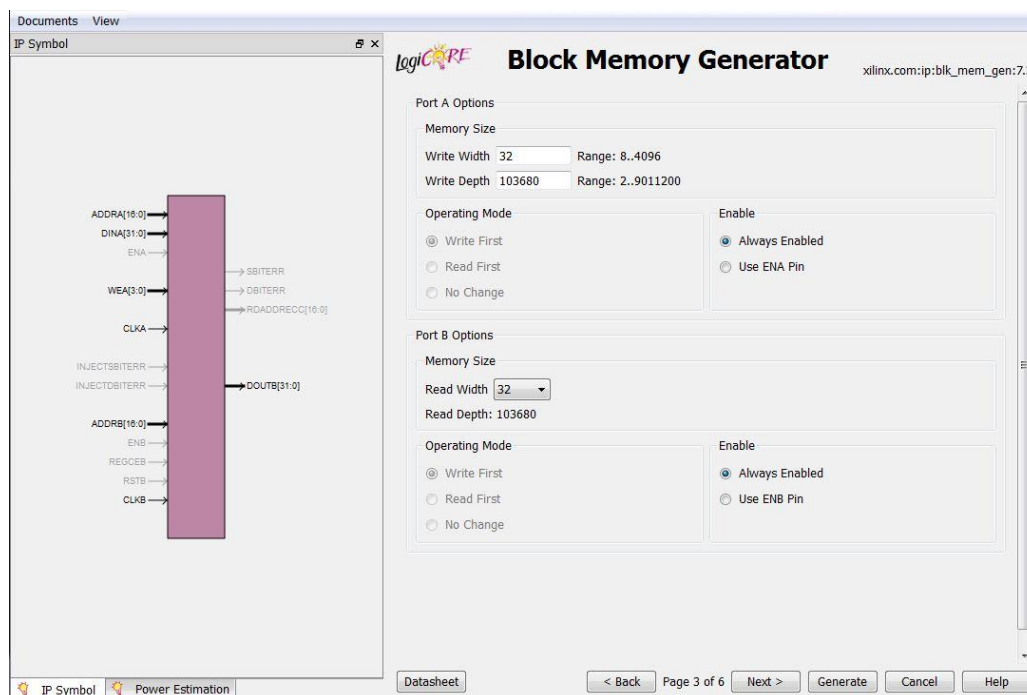 Documents View
IP Symbol
LogiCORE
Block Memory Generator
xilinx.com:ip:blk_mem_gen:7.
Port A Options
Memory Size
Write Width 32 Range: 8..4096
Write Depth 103680 Range: 2..9011200
Operating Mode
Write First
Read First
No Change
Enable
Always Enabled
Use ENA Pin
Port B Options
Memory Size
Read Width 32
Read Depth: 103680
Operating Mode
Write First
Read First
No Change
Enable
Always Enabled
Use ENB Pin
ADDRA[16:0]
DINA[31:0]
ENA
WEA[3:0]
CLKA
INJECTSBITERR
INJECTDBITERR
ADDRB[16:0]
ENB
REGCEB
RSTB
CLKB
SBITERR
DBITERR
RDADDRECC[16:0]
DOUTB[31:0]
IP Symbol Power Estimation
Datasheet < Back Page 3 of 6 Next > Generate Cancel Help